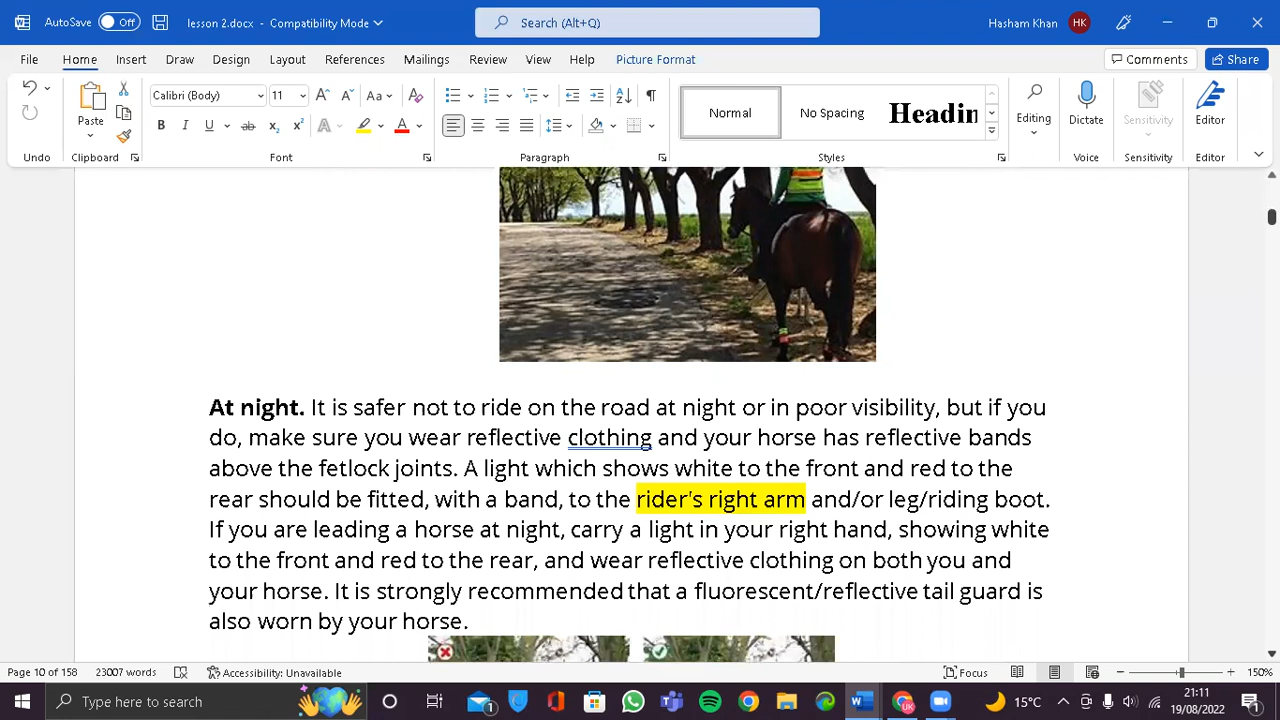 AutoSave Off lesson 2.docx - Compatibility Mode Search (Alt+Q) Hasham Khan HK
File Home Insert Draw Design Layout References Mailings Review View Help Picture Format Comments Share
Calibri (Body) 11 Aa Normal No Spacing Headin
Paste Editing Dictate Sensitivity Editor
B I U ab x₂ x² A A
Undo Clipboard Font Paragraph Styles Voice Sensitivity Editor
At night. It is safer not to ride on the road at night or in poor visibility, but if you
do, make sure you wear reflective clothing and your horse has reflective bands
above the fetlock joints. A light which shows white to the front and red to the
rear should be fitted, with a band, to the rider's right arm and/or leg/riding boot.
If you are leading a horse at night, carry a light in your right hand, showing white
to the front and red to the rear, and wear reflective clothing on both you and
your horse. It is strongly recommended that a fluorescent/reflective tail guard is
also worn by your horse.
Page 10 of 158 23007 words Accessibility: Unavailable Focus 150%
Type here to search 15°C 21:11
19/08/2022